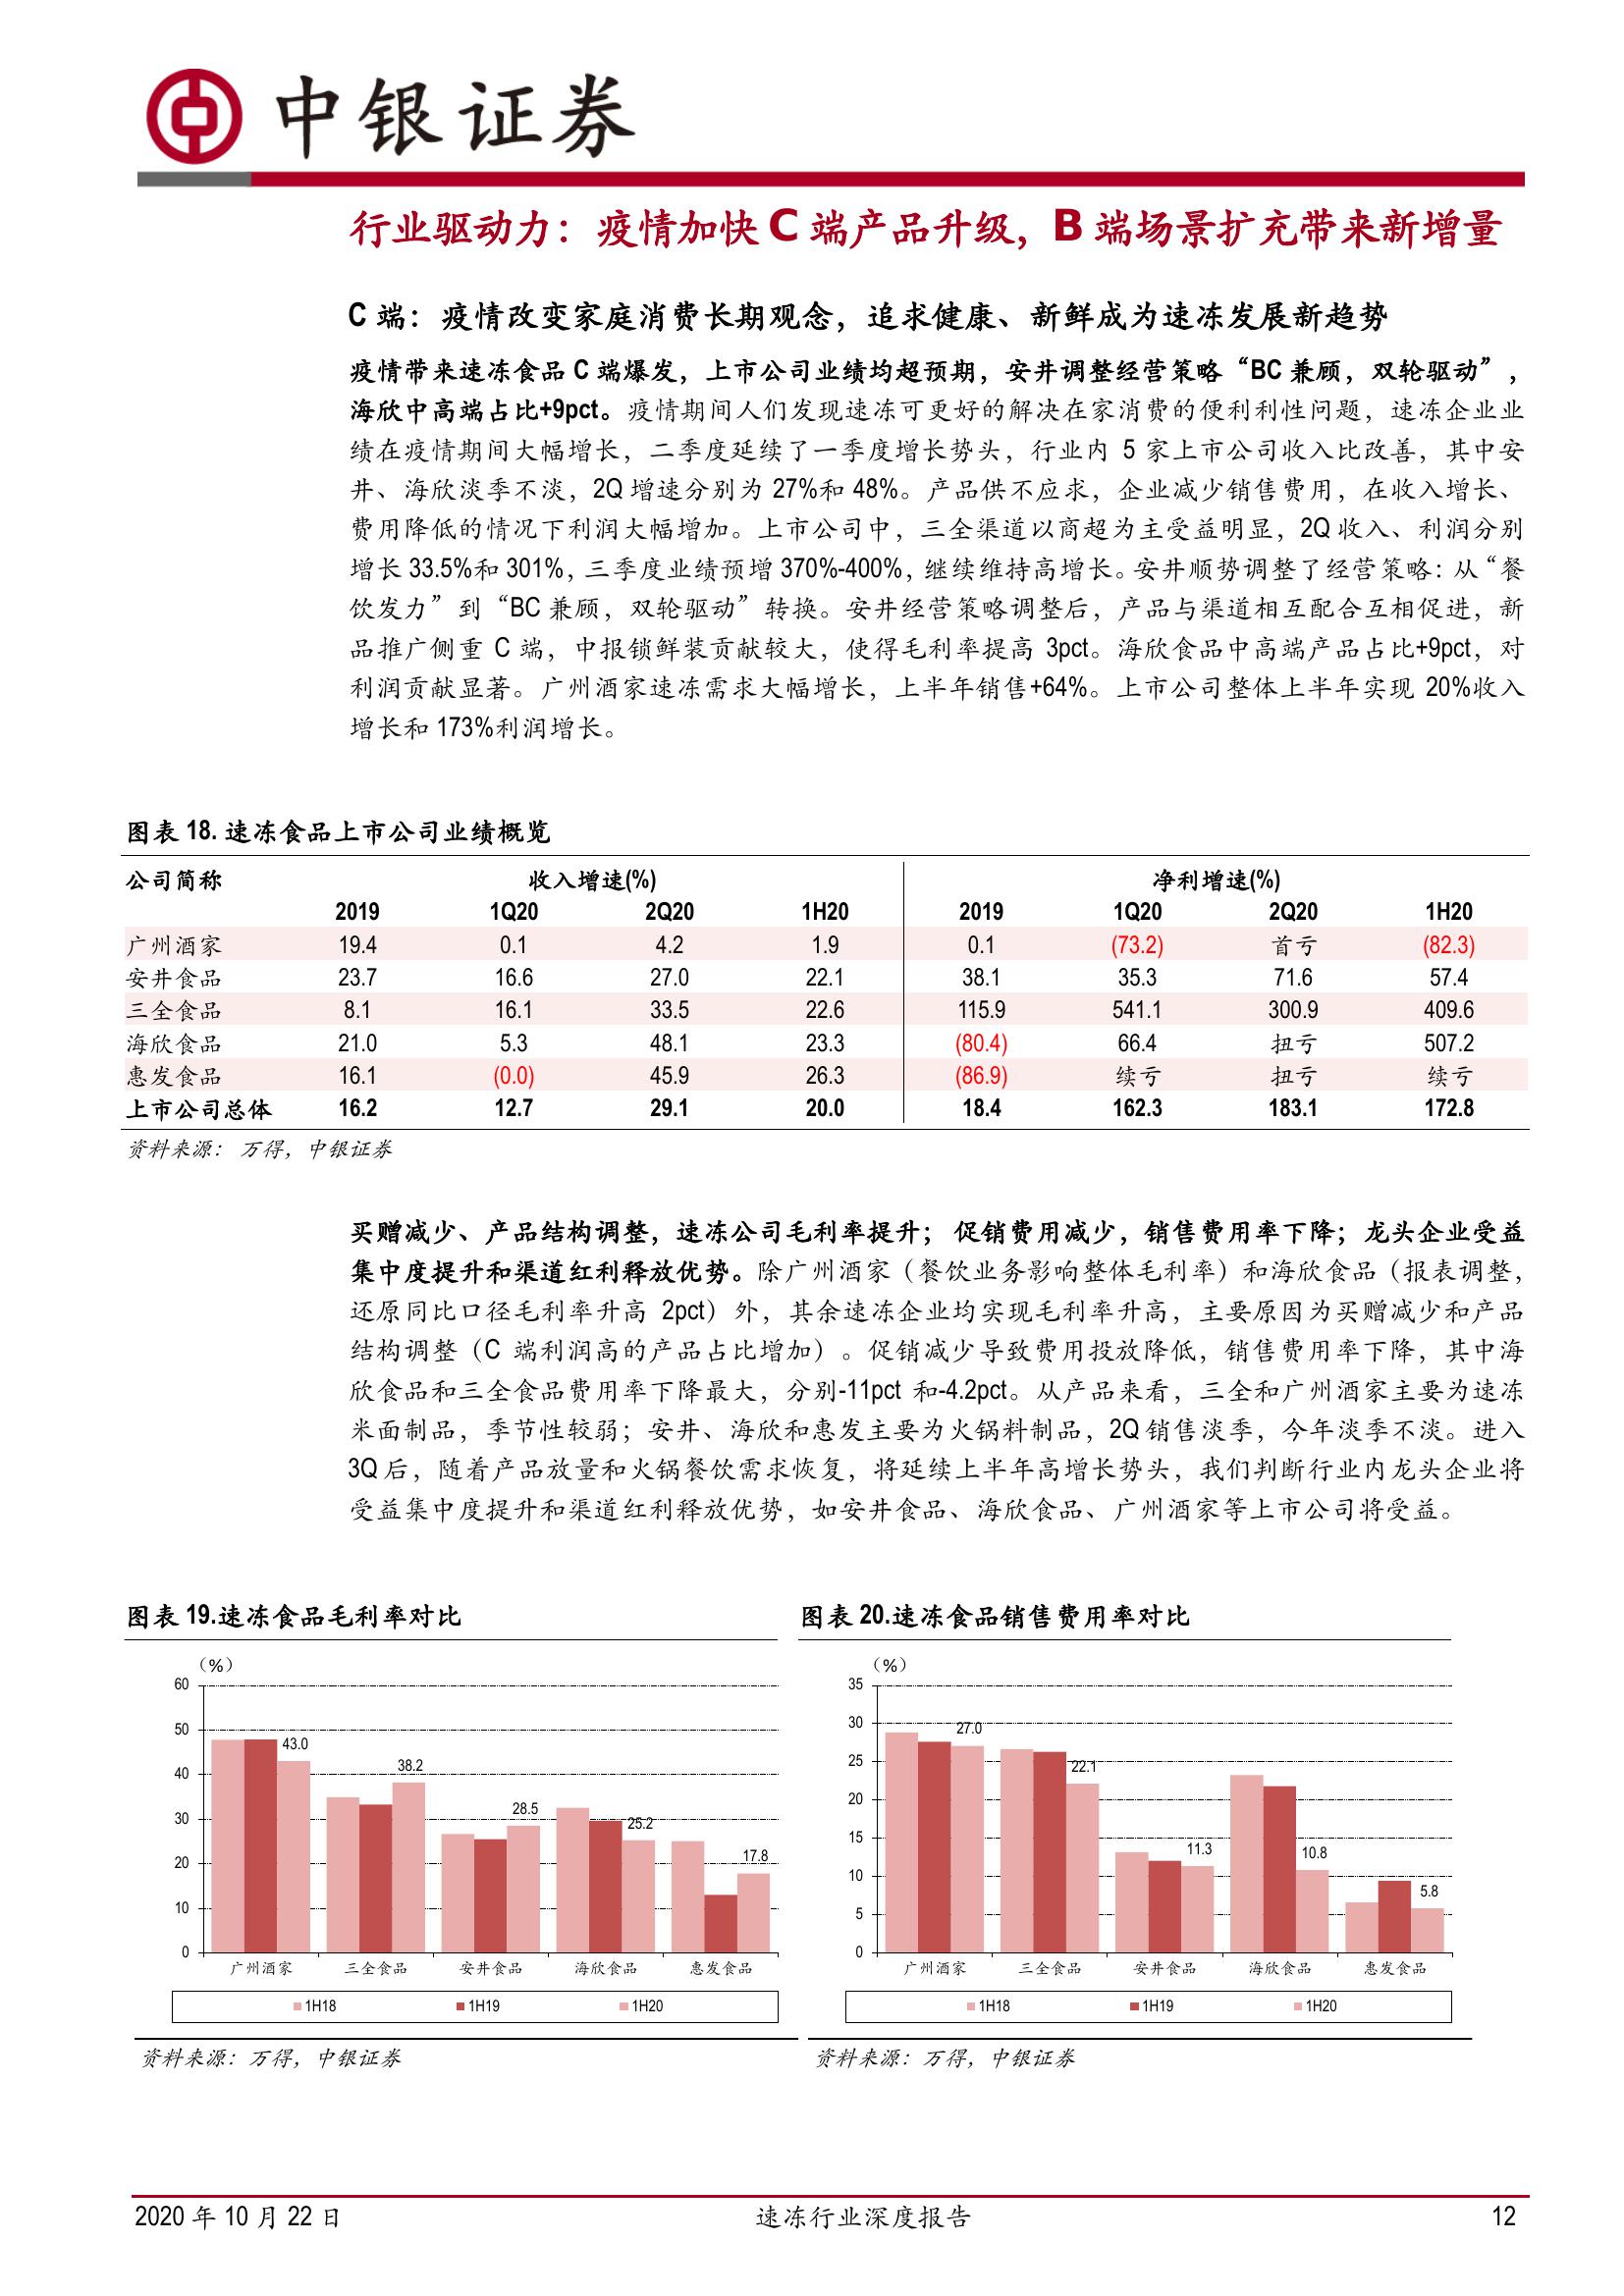 中银证券
行业驱动力：疫情加快 C 端产品升级，B 端场景扩充带来新增量
C 端：疫情改变家庭消费长期观念，追求健康、新鲜成为速冻发展新趋势
疫情带来速冻食品 C 端爆发，上市公司业绩均超预期，安井调整经营策略“BC 兼顾，双轮驱动”，
海欣中高端占比+9pct。疫情期间人们发现速冻可更好的解决在家消费的便利利性问题，速冻企业业
绩在疫情期间大幅增长，二季度延续了一季度增长势头，行业内 5 家上市公司收入比改善，其中安
井、海欣淡季不淡，2Q 增速分别为 27%和 48%。产品供不应求，企业减少销售费用，在收入增长、
费用降低的情况下利润大幅增加。上市公司中，三全渠道以商超为主受益明显，2Q 收入、利润分别
增长 33.5%和 301%，三季度业绩预增 370%-400%，继续维持高增长。安井顺势调整了经营策略：从“餐
饮发力”到“BC 兼顾，双轮驱动”转换。安井经营策略调整后，产品与渠道相互配合互相促进，新
品推广侧重 C 端，中报锁鲜装贡献较大，使得毛利率提高 3pct。海欣食品中高端产品占比+9pct，对
利润贡献显著。广州酒家速冻需求大幅增长，上半年销售+64%。上市公司整体上半年实现 20%收入
增长和 173%利润增长。
图表 18. 速冻食品上市公司业绩概览
公司简称 收入增速(%) 净利增速(%)
2019 1Q20 2Q20 1H20 2019 1Q20 2Q20 1H20
广州酒家 19.4 0.1 4.2 1.9 0.1 (73.2) 首亏 (82.3)
安井食品 23.7 16.6 27.0 22.1 38.1 35.3 71.6 57.4
三全食品 8.1 16.1 33.5 22.6 115.9 541.1 300.9 409.6
海欣食品 21.0 5.3 48.1 23.3 (80.4) 66.4 扭亏 507.2
惠发食品 16.1 (0.0) 45.9 26.3 (86.9) 续亏 扭亏 续亏
上市公司总体 16.2 12.7 29.1 20.0 18.4 162.3 183.1 172.8
资料来源： 万得，中银证券
买赠减少、产品结构调整，速冻公司毛利率提升； 促销费用减少，销售费用率下降；龙头企业受益
集中度提升和渠道红利释放优势。除广州酒家（餐饮业务影响整体毛利率）和海欣食品（报表调整，
还原同比口径毛利率升高 2pct）外，其余速冻企业均实现毛利率升高，主要原因为买赠减少和产品
结构调整（C 端利润高的产品占比增加）。促销减少导致费用投放降低，销售费用率下降，其中海
欣食品和三全食品费用率下降最大，分别-11pct 和-4.2pct。从产品来看，三全和广州酒家主要为速冻
米面制品，季节性较弱；安井、海欣和惠发主要为火锅料制品，2Q 销售淡季，今年淡季不淡。进入
3Q 后，随着产品放量和火锅餐饮需求恢复，将延续上半年高增长势头，我们判断行业内龙头企业将
受益集中度提升和渠道红利释放优势，如安井食品、海欣食品、广州酒家等上市公司将受益。
图表 19.速冻食品毛利率对比
（%）
60
50
40
30
20
10
0
43.0
38.2
28.5
25.2
17.8
广州酒家 三全食品 安井食品 海欣食品 惠发食品
1H18 1H19 1H20
资料来源：万得，中银证券
图表 20.速冻食品销售费用率对比
（%）
35
30
25
20
15
10
5
0
27.0
22.1
11.3
10.8
5.8
广州酒家 三全食品 安井食品 海欣食品 惠发食品
1H18 1H19 1H20
资料来源：万得，中银证券
2020 年 10 月 22 日 速冻行业深度报告 12